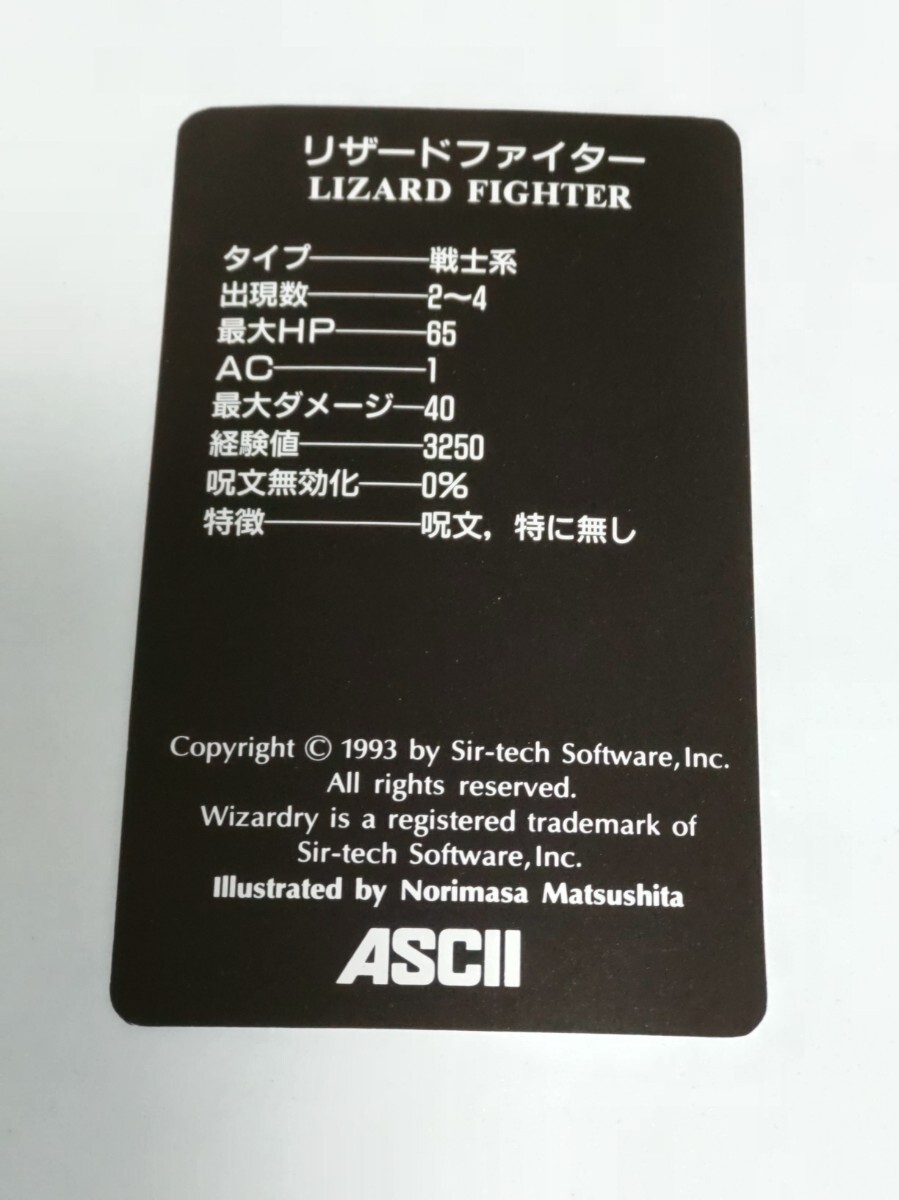 リザードファイター
LIZARD FIGHTER
タイプ────戦士系
出現数────2〜4
最大HP───65
AC─────1
最大ダメージ─40
経験値────3250
呪文無効化──0%
特徴─────呪文，特に無し
Copyright © 1993 by Sir-tech Software, Inc.
All rights reserved.
Wizardry is a registered trademark of
Sir-tech Software, Inc.
Illustrated by Norimasa Matsushita
ASCII